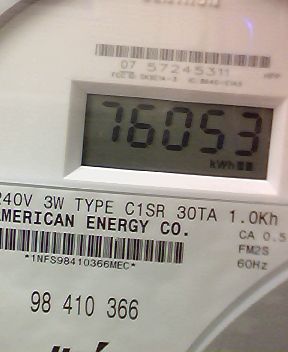 07 57245311
76053
kWh
240V 3W TYPE C1SR 30TA 1.0Kh
AMERICAN ENERGY CO.
CA 0.5
FM2S
60Hz
*1NFS98410366MEC*
98 410 366